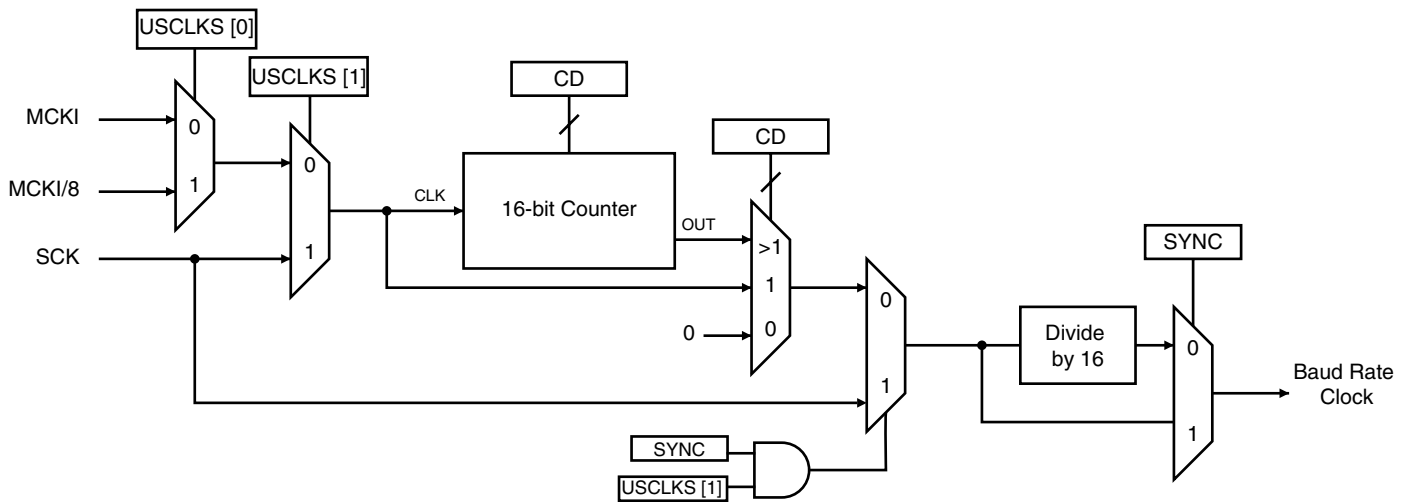 USCLKS [0]
USCLKS [1]
CD
CD
MCKI
0
0
MCKI/8
1
CLK
16-bit Counter
OUT
SYNC
SCK
1
>1
1
0
0
0
Divide
by 16
0
1
1
Baud Rate
Clock
SYNC
USCLKS [1]